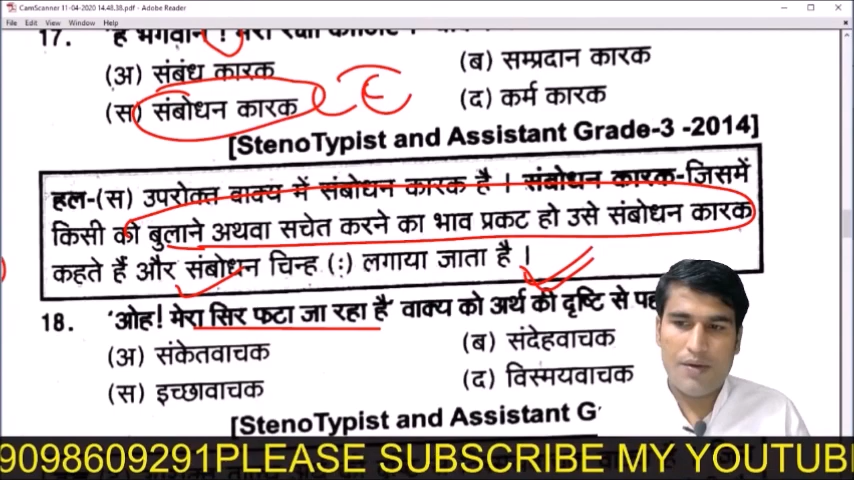 CamScanner 11-04-2020 14.48.38.pdf - Adobe Reader
File Edit View Window Help
17. 'हे भगवान ! मेरी रक्षा कीजिए'
(अ) संबंध कारक (ब) सम्प्रदान कारक
(स) संबोधन कारक (द) कर्म कारक
[StenoTypist and Assistant Grade-3 -2014]
हल-(स) उपरोक्त वाक्य में संबोधन कारक है । संबोधन कारक-जिसमें
किसी को बुलाने अथवा सचेत करने का भाव प्रकट हो उसे संबोधन कारक
कहते हैं और संबोधन चिन्ह (:) लगाया जाता है ।
18. 'ओह! मेरा सिर फटा जा रहा है' वाक्य को अर्थ की दृष्टि से
(अ) संकेतवाचक (ब) संदेहवाचक
(स) इच्छावाचक (द) विस्मयवाचक
[StenoTypist and Assistant G
9098609291PLEASE SUBSCRIBE MY YOUTUB